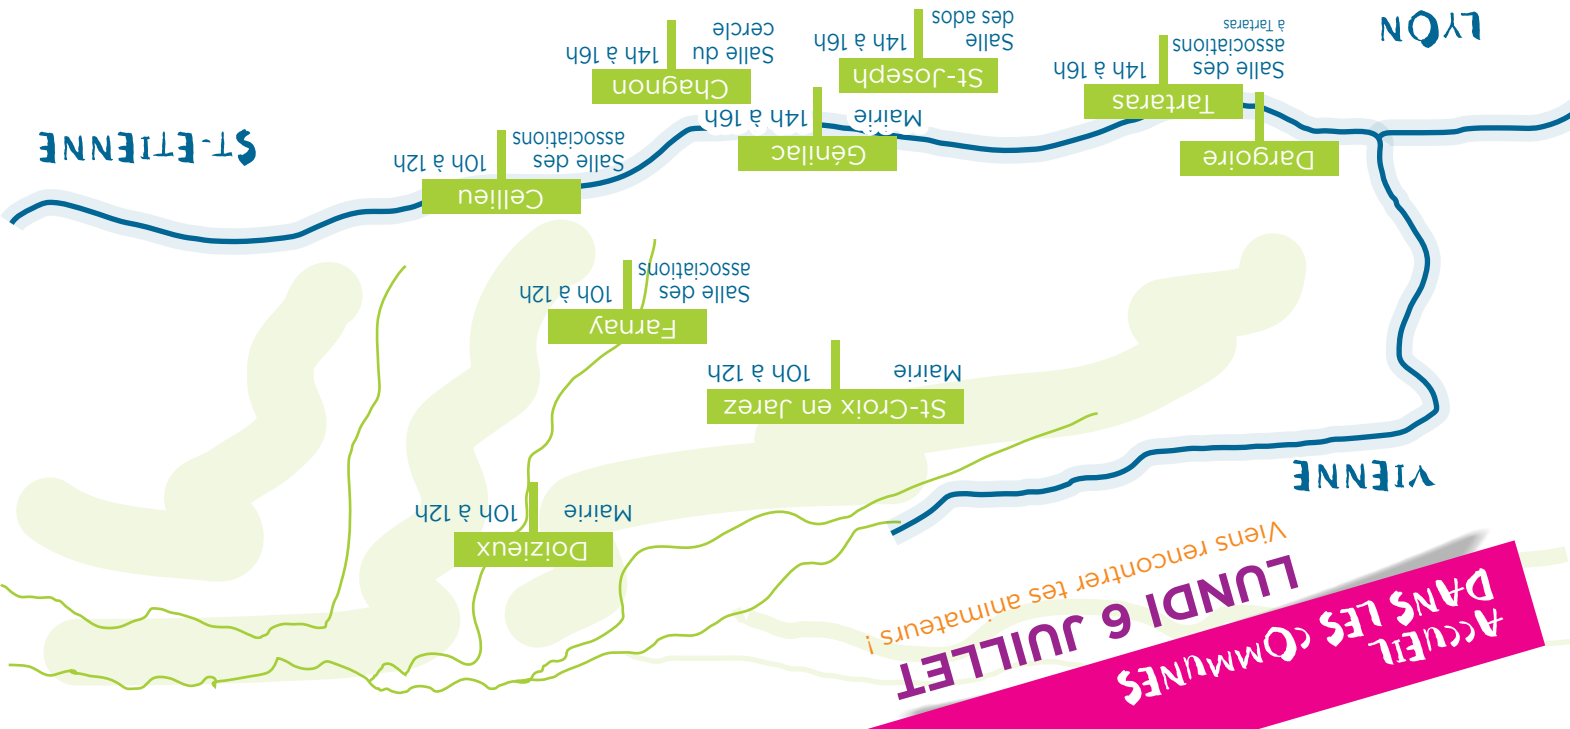 ACCUEIL
DANS LES COMMUNES
LUNDI 6 JUILLET
Viens rencontrer tes animateurs !
Doizieux
Mairie 10h à 12h
VIENNE
St-Croix en Jarez
Mairie 10h à 12h
Farnay
Salle des
associations
10h à 12h
Cellieu
Salle des
associations
10h à 12h
ST-ETIENNE
Dargoire
Génilac
Mairie 14h à 16h
Tartaras
Salle des
associations
à Tartaras
14h à 16h
St-Joseph
Salle
des ados
14h à 16h
Chagnon
Salle du
cercle
14h à 16h
LYON